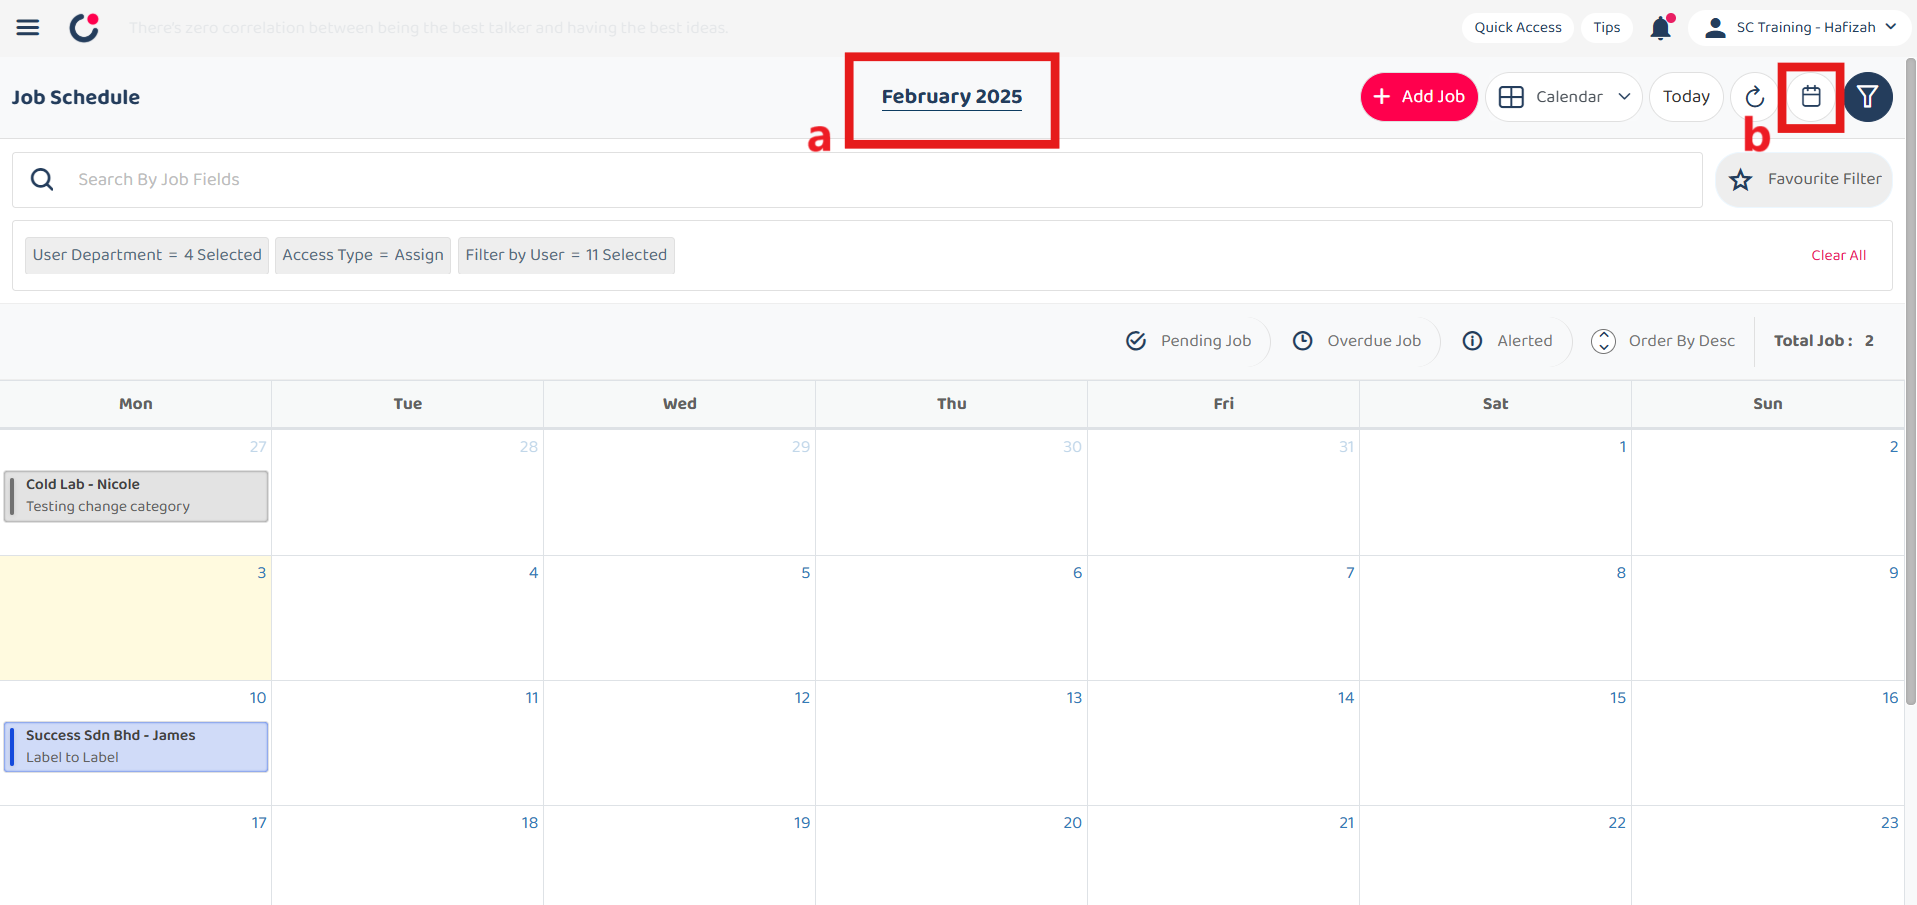 There's zero correlation between being the best talker and having the best ideas.
Quick Access
Tips
SC Training - Hafizah
Job Schedule
February 2025
a
+ Add Job
Calendar
Today
b
Search By Job Fields
Favourite Filter
User Department = 4 Selected
Access Type = Assign
Filter by User = 11 Selected
Clear All
Pending Job
Overdue Job
Alerted
Order By Desc
Total Job : 2
Mon Tue Wed Thu Fri Sat Sun
27 28 29 30 31 1 2
Cold Lab - Nicole
Testing change category
3 4 5 6 7 8 9
10 11 12 13 14 15 16
Success Sdn Bhd - James
Label to Label
17 18 19 20 21 22 23